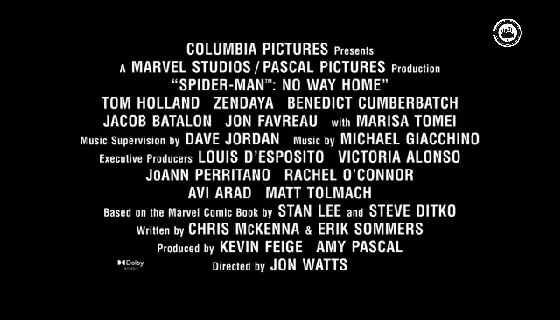 COLUMBIA PICTURES Presents
A MARVEL STUDIOS / PASCAL PICTURES Production
“SPIDER-MAN™: NO WAY HOME”
TOM HOLLAND ZENDAYA BENEDICT CUMBERBATCH
JACOB BATALON JON FAVREAU with MARISA TOMEI
Music Supervision by DAVE JORDAN Music by MICHAEL GIACCHINO
Executive Producers LOUIS D'ESPOSITO VICTORIA ALONSO
JoANN PERRITANO RACHEL O'CONNOR
AVI ARAD MATT TOLMACH
Based on the Marvel Comic Book by STAN LEE and STEVE DITKO
Written by CHRIS McKENNA & ERIK SOMMERS
Produced by KEVIN FEIGE AMY PASCAL
Dolby
Directed by JON WATTS